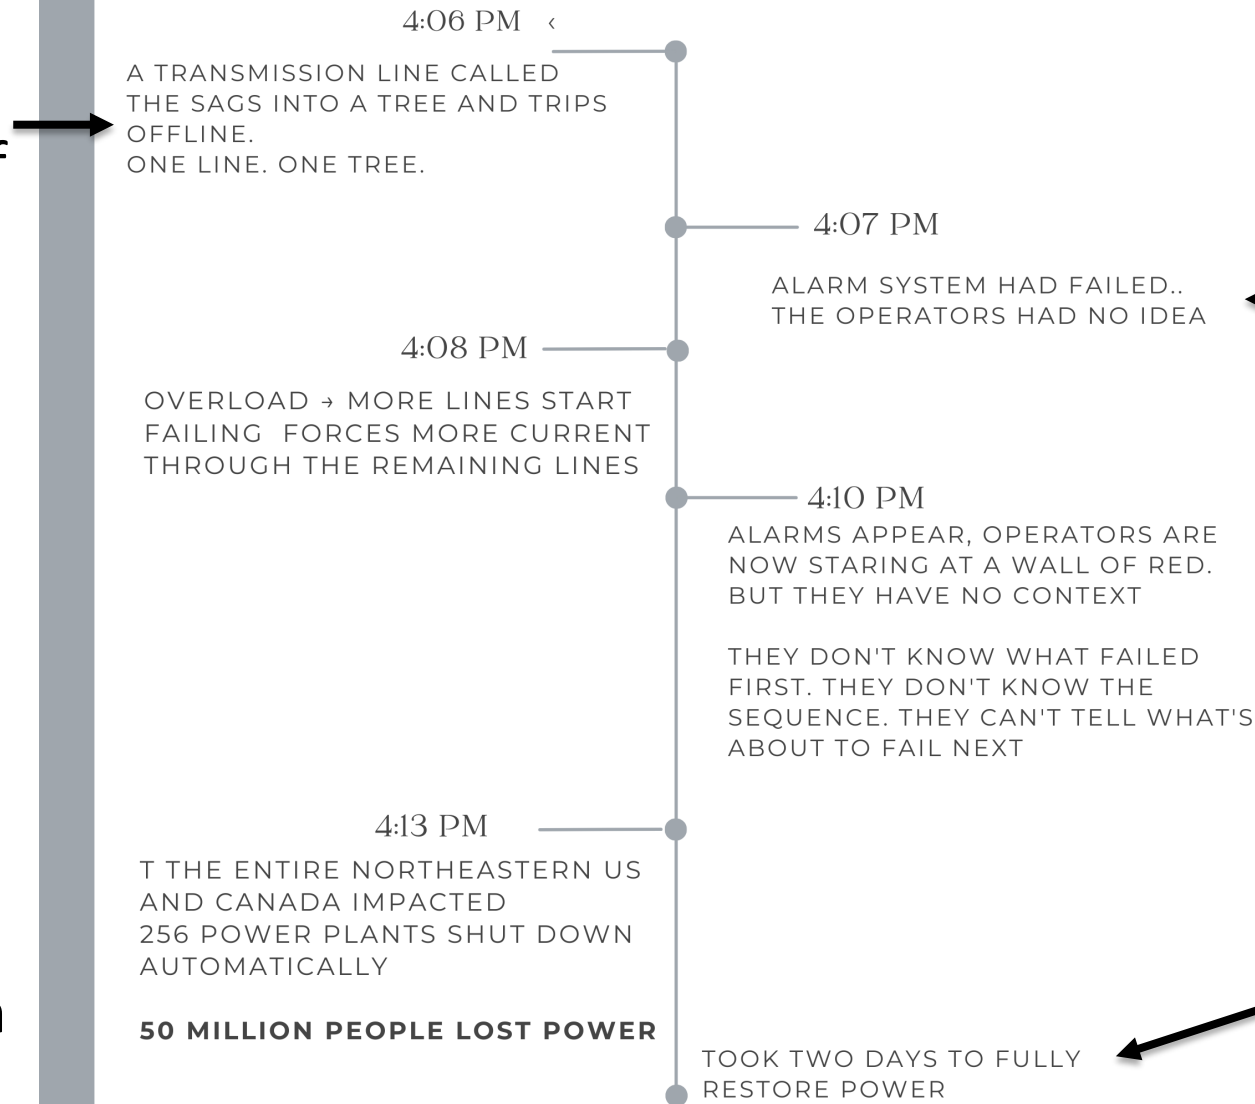 4:06 PM ‹
A TRANSMISSION LINE CALLED
THE SAGS INTO A TREE AND TRIPS
OFFLINE.
ONE LINE. ONE TREE.
4:07 PM
ALARM SYSTEM HAD FAILED..
THE OPERATORS HAD NO IDEA
4:08 PM
OVERLOAD → MORE LINES START
FAILING  FORCES MORE CURRENT
THROUGH THE REMAINING LINES
4:10 PM
ALARMS APPEAR, OPERATORS ARE
NOW STARING AT A WALL OF RED.
BUT THEY HAVE NO CONTEXT
THEY DON'T KNOW WHAT FAILED
FIRST. THEY DON'T KNOW THE
SEQUENCE. THEY CAN'T TELL WHAT'S
ABOUT TO FAIL NEXT
4:13 PM
T THE ENTIRE NORTHEASTERN US
AND CANADA IMPACTED
256 POWER PLANTS SHUT DOWN
AUTOMATICALLY
50 MILLION PEOPLE LOST POWER
TOOK TWO DAYS TO FULLY
RESTORE POWER